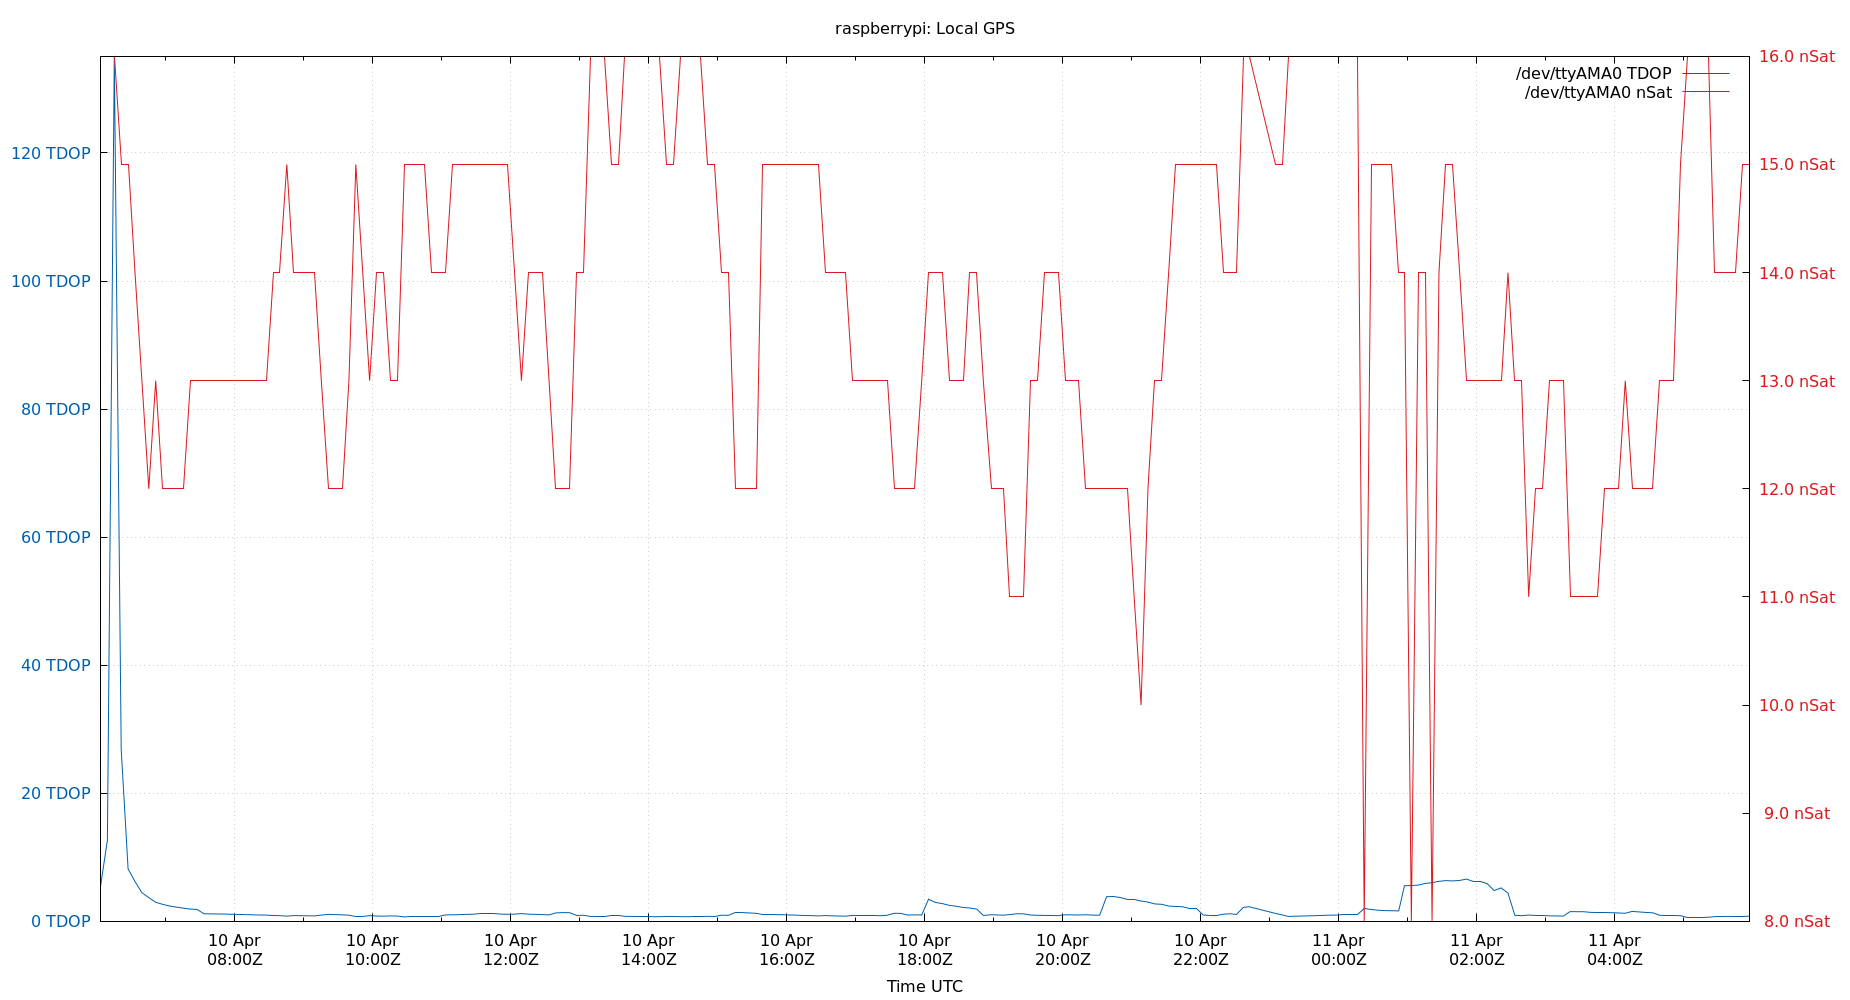 raspberrypi: Local GPS
/dev/ttyAMA0 TDOP
/dev/ttyAMA0 nSat
120 TDOP
100 TDOP
80 TDOP
60 TDOP
40 TDOP
20 TDOP
0 TDOP
16.0 nSat
15.0 nSat
14.0 nSat
13.0 nSat
12.0 nSat
11.0 nSat
10.0 nSat
9.0 nSat
8.0 nSat
10 Apr
08:00Z
10 Apr
10:00Z
10 Apr
12:00Z
10 Apr
14:00Z
10 Apr
16:00Z
10 Apr
18:00Z
10 Apr
20:00Z
10 Apr
22:00Z
11 Apr
00:00Z
11 Apr
02:00Z
11 Apr
04:00Z
Time UTC